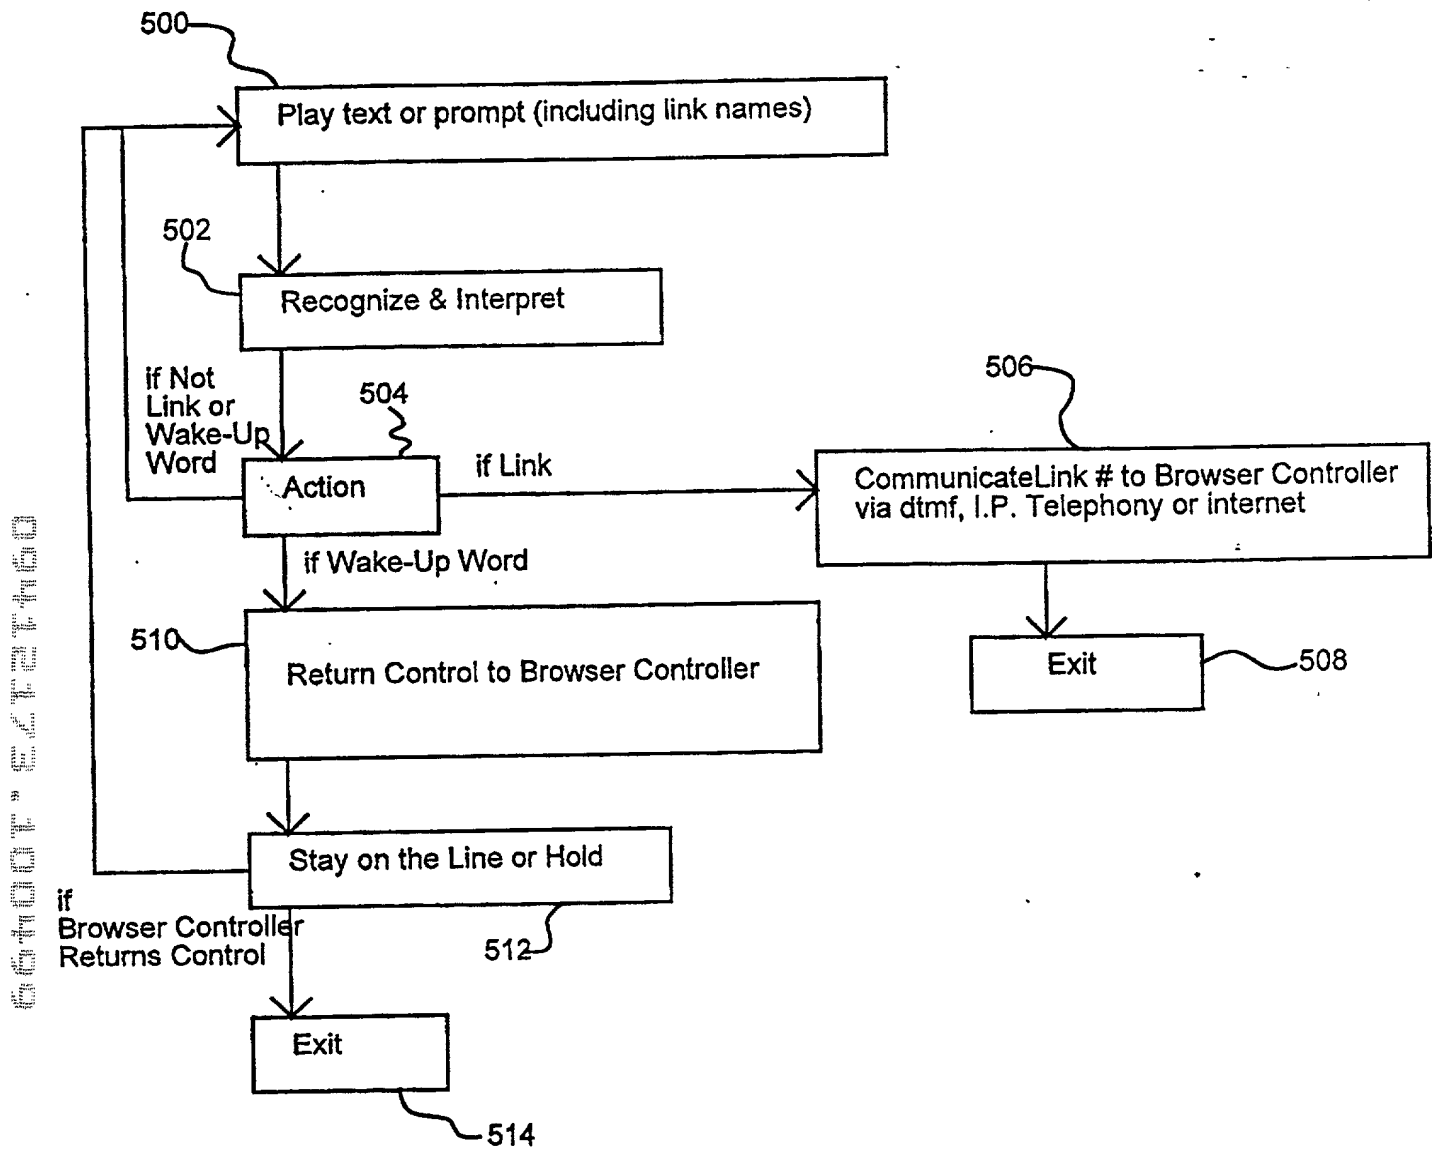 500
Play text or prompt (including link names)
502
Recognize & Interpret
if Not
Link or
Wake-Up
Word
504
Action
if Link
506
CommunicateLink # to Browser Controller
via dtmf, I.P. Telephony or internet
if Wake-Up Word
510
Return Control to Browser Controller
Exit
508
Stay on the Line or Hold
if
Browser Controller
Returns Control
512
Exit
514